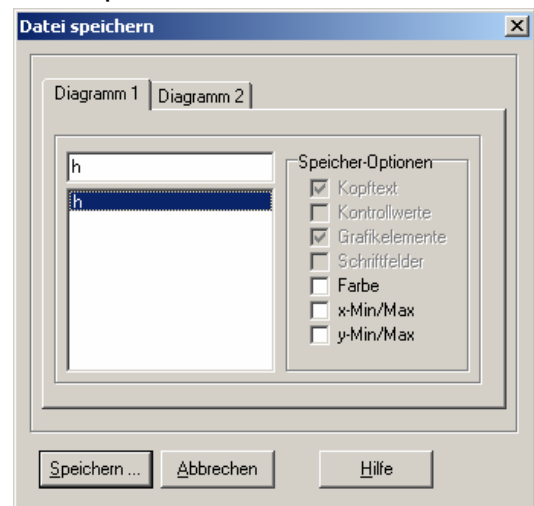 Datei speichern
Diagramm 1 Diagramm 2
h
h
Speicher-Optionen
Kopftext
Kontrollwerte
Grafikelemente
Schriftfelder
Farbe
x-Min/Max
y-Min/Max
Speichern ... Abbrechen Hilfe